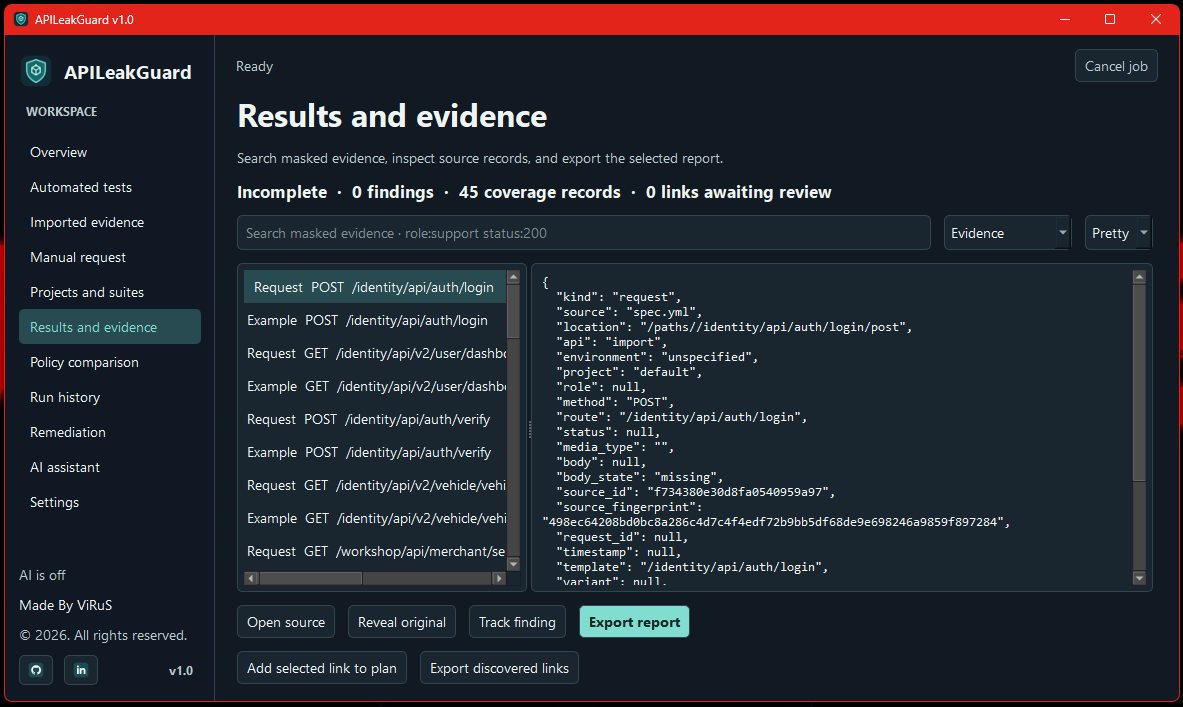 APILeakGuard v1.0
APILeakGuard
WORKSPACE
Overview
Automated tests
Imported evidence
Manual request
Projects and suites
Results and evidence
Policy comparison
Run history
Remediation
AI assistant
Settings
AI is off
Made By ViRuS
© 2026. All rights reserved.
in
v1.0
Ready
Cancel job
Results and evidence
Search masked evidence, inspect source records, and export the selected report.
Incomplete · 0 findings · 45 coverage records · 0 links awaiting review
Search masked evidence · role:support status:200
Evidence
Pretty
Request POST /identity/api/auth/login
Example POST /identity/api/auth/login
Request GET /identity/api/v2/user/dashbo
Example GET /identity/api/v2/user/dashbo
Request POST /identity/api/auth/verify
Example POST /identity/api/auth/verify
Request GET /identity/api/v2/vehicle/vehi
Example GET /identity/api/v2/vehicle/vehi
Request GET /workshop/api/merchant/se
{
"kind": "request",
"source": "spec.yml",
"location": "/paths//identity/api/auth/login/post",
"api": "import",
"environment": "unspecified",
"project": "default",
"role": null,
"method": "POST",
"route": "/identity/api/auth/login",
"status": null,
"media_type": "",
"body": null,
"body_state": "missing",
"source_id": "f734380e30d8fa0540959a97",
"source_fingerprint":
"498ec64208bd0bc8a286c4d7c4f4edf72b9bb5df68de9e698246a9859f897284",
"request_id": null,
"timestamp": null,
"template": "/identity/api/auth/login",
"variant": null,
Open source
Reveal original
Track finding
Export report
Add selected link to plan
Export discovered links